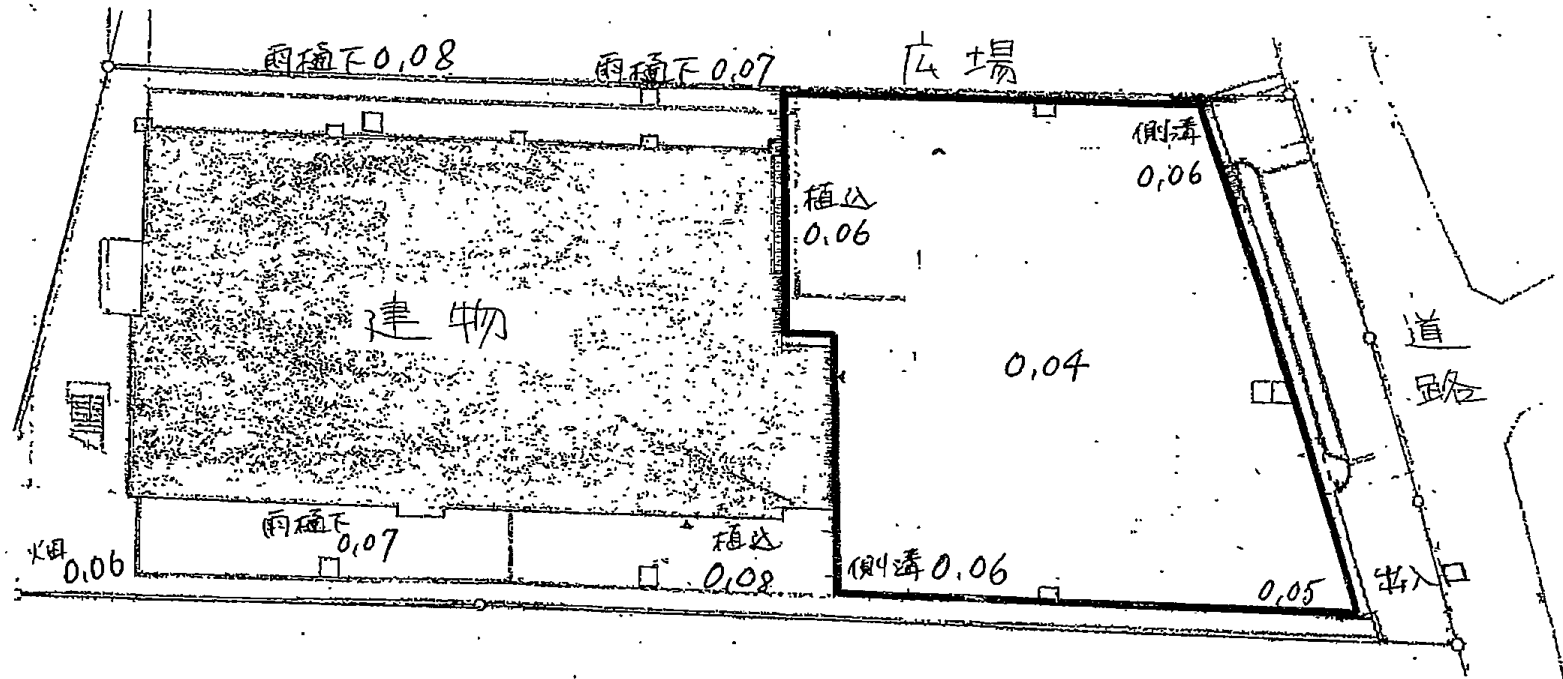 雨樋下0,08
雨樋下0,07
広場
側溝
0,06
植込
0,06
建物
0,04
道
路
雨樋下
0,07
植込
0,08
畑
0,06
側溝0.06
0,05
出入口